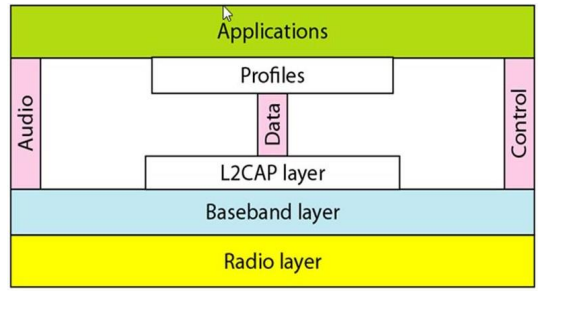 Applications
Profiles
Audio
Data
Control
L2CAP layer
Baseband layer
Radio layer